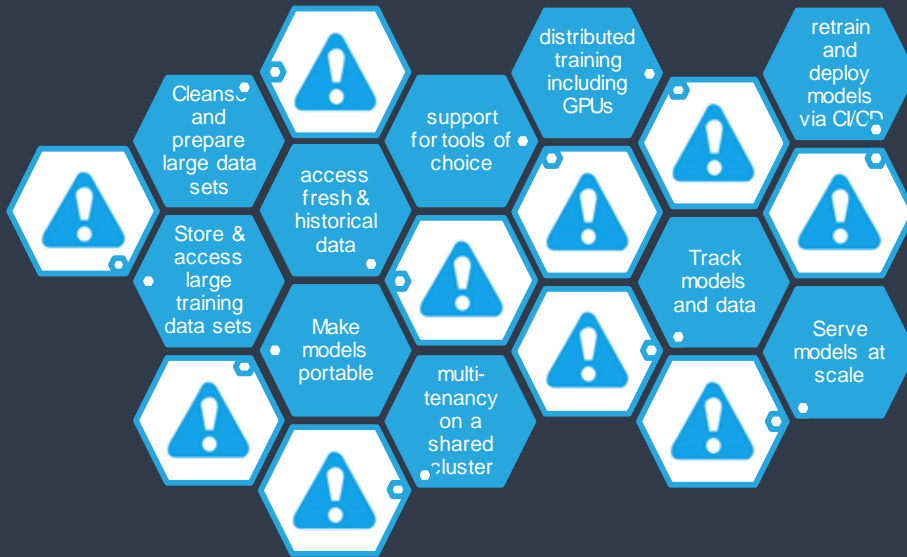 Cleanse
and
prepare
large data
sets
Store &
access
large
training
data sets
access
fresh &
historical
data
Make
models
portable
support
for tools of
choice
multi-
tenancy
on a
shared
cluster
distributed
training
including
GPUs
Track
models
and data
retrain
and
deploy
models
via CI/CD
Serve
models at
scale